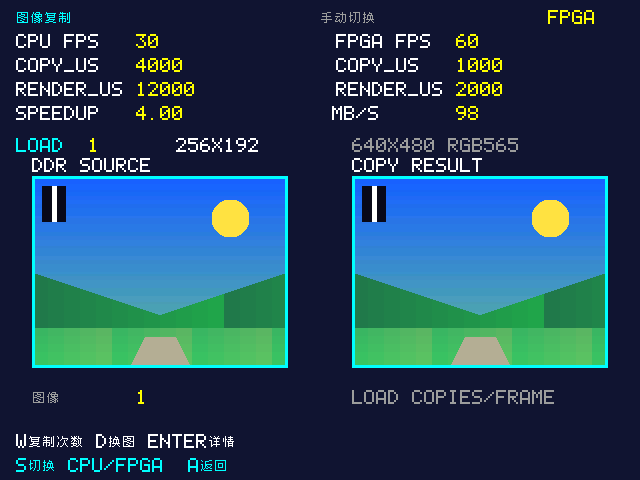 图像复制 手动切换 FPGA
CPU FPS 30 FPGA FPS 60
COPY_US 4000 COPY_US 1000
RENDER_US 12000 RENDER_US 2000
SPEEDUP 4.00 MB/S 98
LOAD 1 256X192 640X480 RGB565
DDR SOURCE COPY RESULT
图像 1 LOAD COPIES/FRAME
W复制次数 D换图 ENTER详情
S切换 CPU/FPGA A返回